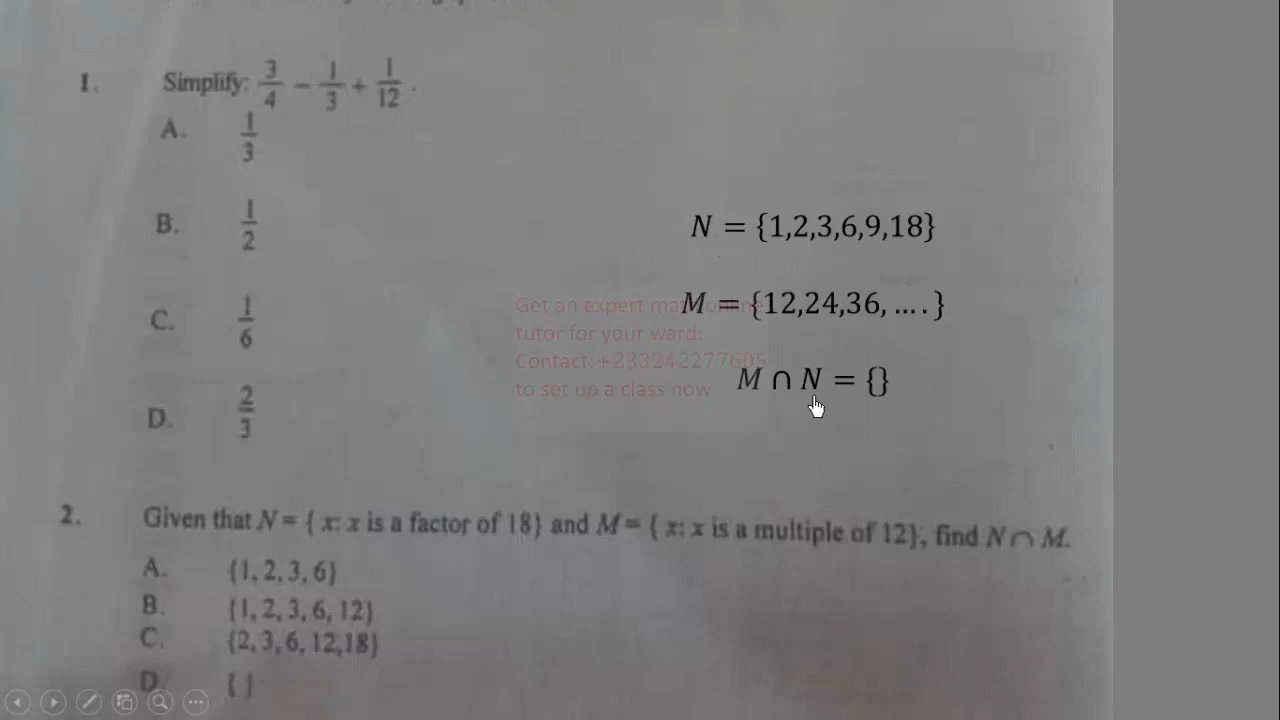 1. Simplify: 3/4 − 1/3 + 1/12 .
A. 1/3
B. 1/2
C. 1/6
D. 2/3
N = {1,2,3,6,9,18}
M = {12,24,36, ....}
M ∩ N = {}
Get an expert math online
tutor for your ward:
Contact:+233242277605
to set up a class now
2. Given that N = { x: x is a factor of 18} and M = { x: x is a multiple of 12}, find N ∩ M.
A. {1, 2, 3, 6}
B. {1, 2, 3, 6, 12}
C. {2, 3, 6, 12,18}
D. { }